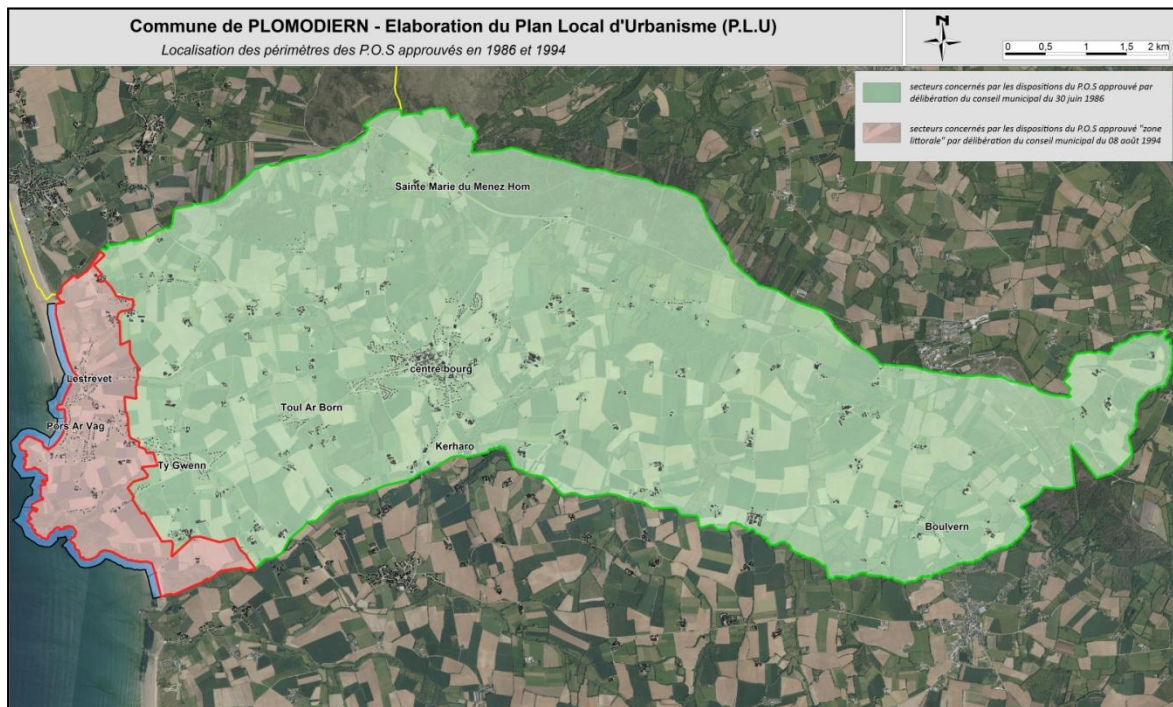 Commune de PLOMODIERN - Elaboration du Plan Local d'Urbanisme (P.L.U)
Localisation des périmètres des P.O.S approuvés en 1986 et 1994
N
0 0,5 1 2 km
secteurs concernés par les dispositions du P.O.S approuvé par
délibération du conseil municipal du 30 juin 1986
secteurs concernés par les dispositions du P.O.S approuvé "zone
littorale" par délibération du conseil municipal du 08 août 1994
Sainte Marie du Menez Hom
centre bourg
Lestrevet
Toul Ar Born
Pors Ar Vag
Kerharo
Ty Gwenn
Boulvern